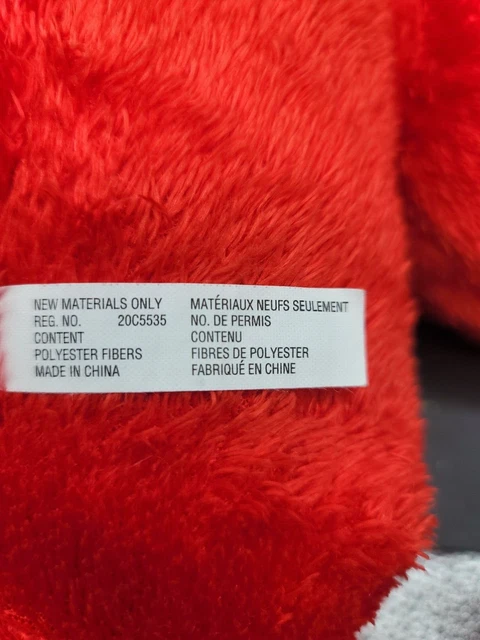 NEW MATERIALS ONLY
REG. NO. 20C5535
CONTENT
POLYESTER FIBERS
MADE IN CHINA
MATÉRIAUX NEUFS SEULEMENT
NO. DE PERMIS
CONTENU
FIBRES DE POLYESTER
FABRIQUÉ EN CHINE